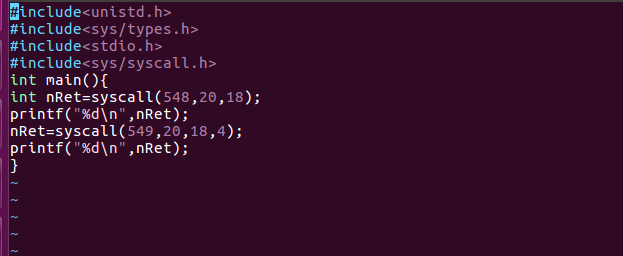 #include<unistd.h>
#include<sys/types.h>
#include<stdio.h>
#include<sys/syscall.h>
int main(){
int nRet=syscall(548,20,18);
printf("%d\n",nRet);
nRet=syscall(549,20,18,4);
printf("%d\n",nRet);
}
~
~
~
~
~